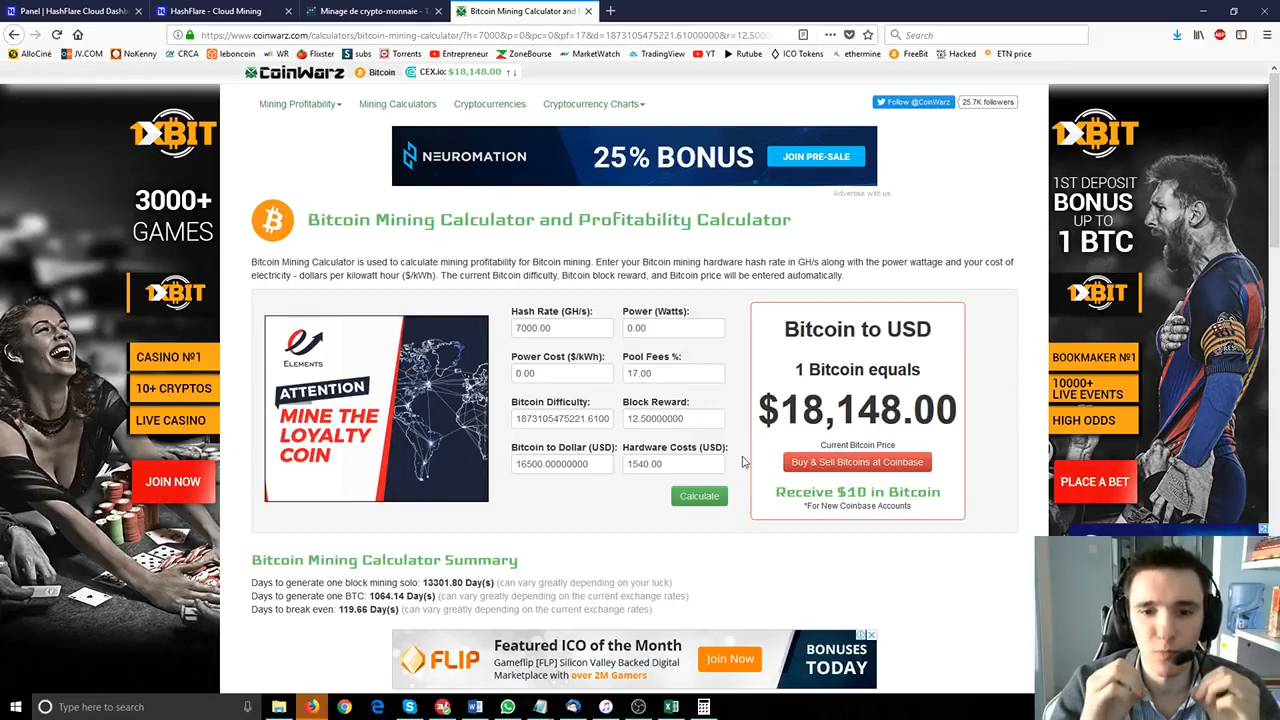 Panel | HashFlare Cloud Dashb
HashFlare - Cloud Mining
Minage de crypto-monnaie -
Bitcoin Mining Calculator and
https://www.coinwarz.com/calculators/bitcoin-mining-calculator/?h=7000&p=0&pc=0&pf=17&d=1873105475221.61000000&r=12.5000
Search
AlloCiné
JV.COM
NoKenny
CRCA
leboncoin
WR
Flixster
subs
Torrents
Entrepreneur
ZoneBourse
MarketWatch
TradingView
YT
Rutube
ICO Tokens
ethermine
FreeBit
Hacked
ETN price
CoinWarz
Bitcoin
CEX.io: $18,148.00 ↑↓
Mining Profitability
Mining Calculators
Cryptocurrencies
Cryptocurrency Charts
Follow @CoinWarz
25.7K followers
NEUROMATION
25% BONUS
JOIN PRE-SALE
Advertise with us.
1XBIT
3000+
GAMES
1XBIT
CASINO №1
10+ CRYPTOS
LIVE CASINO
JOIN NOW
Bitcoin Mining Calculator and Profitability Calculator
Bitcoin Mining Calculator is used to calculate mining profitability for Bitcoin mining. Enter your Bitcoin mining hardware hash rate in GH/s along with the power wattage and your cost of
electricity - dollars per kilowatt hour ($/kWh). The current Bitcoin difficulty, Bitcoin block reward, and Bitcoin price will be entered automatically.
ELEMENTS
ATTENTION
MINE THE
LOYALTY
COIN
Hash Rate (GH/s):
7000.00
Power (Watts):
0.00
Power Cost ($/kWh):
0.00
Pool Fees %:
17.00
Bitcoin Difficulty:
1873105475221.6100
Block Reward:
12.50000000
Bitcoin to Dollar (USD):
16500.00000000
Hardware Costs (USD):
1540.00
Calculate
Bitcoin to USD
1 Bitcoin equals
$18,148.00
Current Bitcoin Price
Buy & Sell Bitcoins at Coinbase
Receive $10 in Bitcoin
*For New Coinbase Accounts
1XBIT
1ST DEPOSIT
BONUS
UP TO
1 BTC
1XBIT
BOOKMAKER №1
10000+
LIVE EVENTS
HIGH ODDS
PLACE A BET
Bitcoin Mining Calculator Summary
Days to generate one block mining solo: 13301.80 Day(s) (can vary greatly depending on your luck)
Days to generate one BTC: 1064.14 Day(s) (can vary greatly depending on the current exchange rates)
Days to break even: 119.66 Day(s) (can vary greatly depending on the current exchange rates)
FLIP
Featured ICO of the Month
Gameflip [FLP] Silicon Valley Backed Digital
Marketplace with over 2M Gamers
Join Now
BONUSES
TODAY
Type here to search